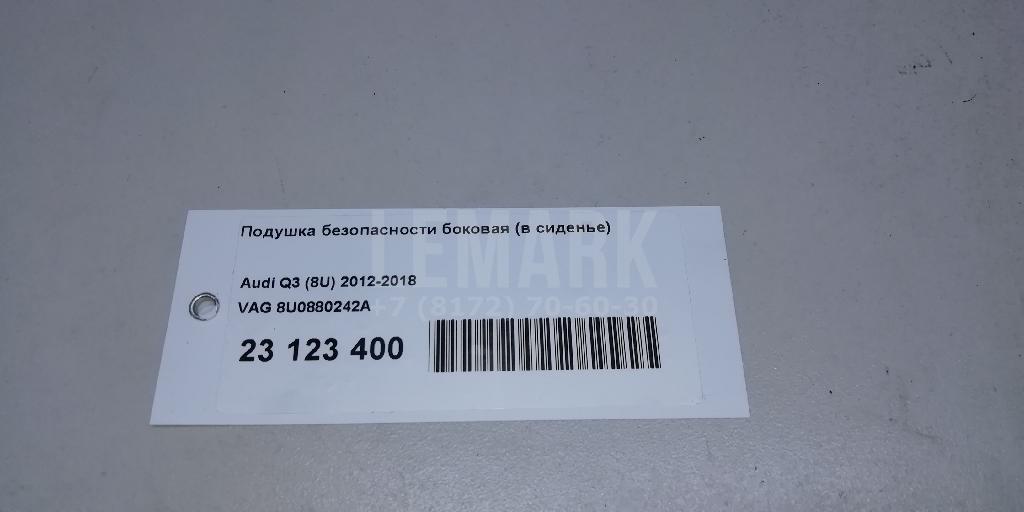 Подушка безопасности боковая (в сиденье)
LEMARK
Audi Q3 (8U) 2012-2018
VAG 8U0880242A
+7 (8172) 70-60-30
23 123 400